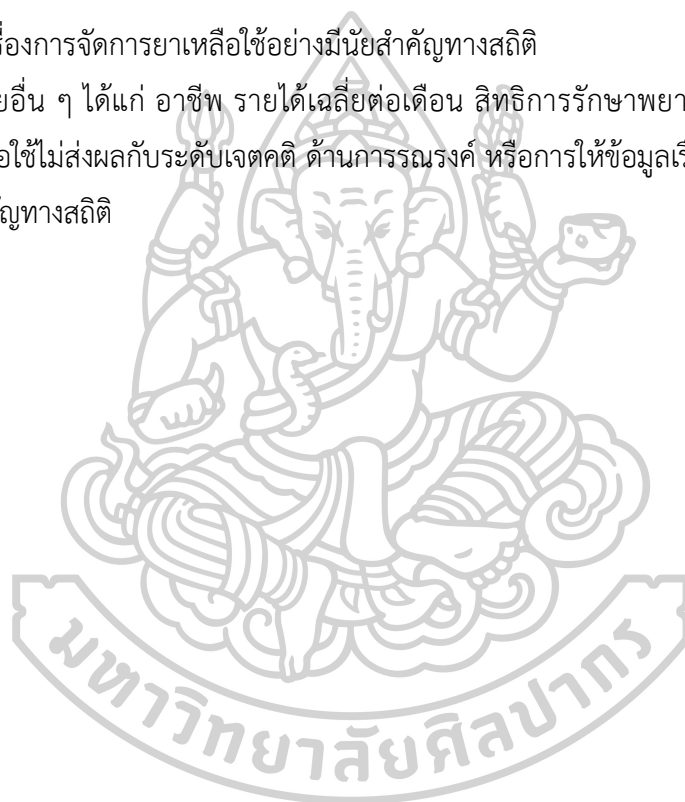 องการจัดการยาเหลือใช้อย่างมีนัยสำคัญทางสถิติ
ยอื่น ๆ ได้แก่ อาชีพ รายได้เฉลี่ยต่อเดือน สิทธิการรักษาพยา
อใช้ไม่ส่งผลกับระดับเจตคติ ด้านการรณรงค์ หรือการให้ข้อมูลเ
ญทางสถิติ
มหาวิทยาลัยศิลปากร